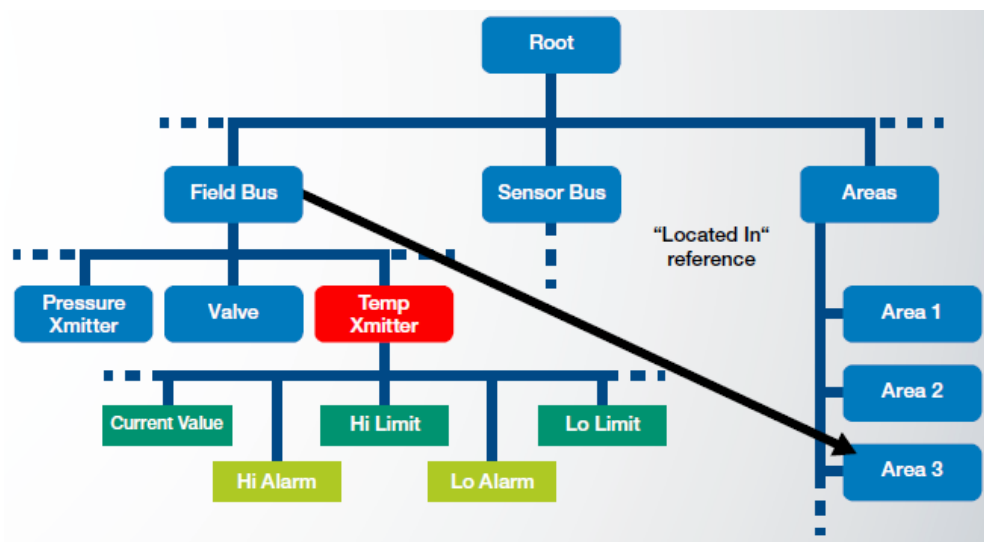 Root
Field Bus
Sensor Bus
Areas
“Located In“
reference
Pressure
Xmitter
Valve
Temp
Xmitter
Area 1
Area 2
Current Value
Hi Limit
Lo Limit
Hi Alarm
Lo Alarm
Area 3